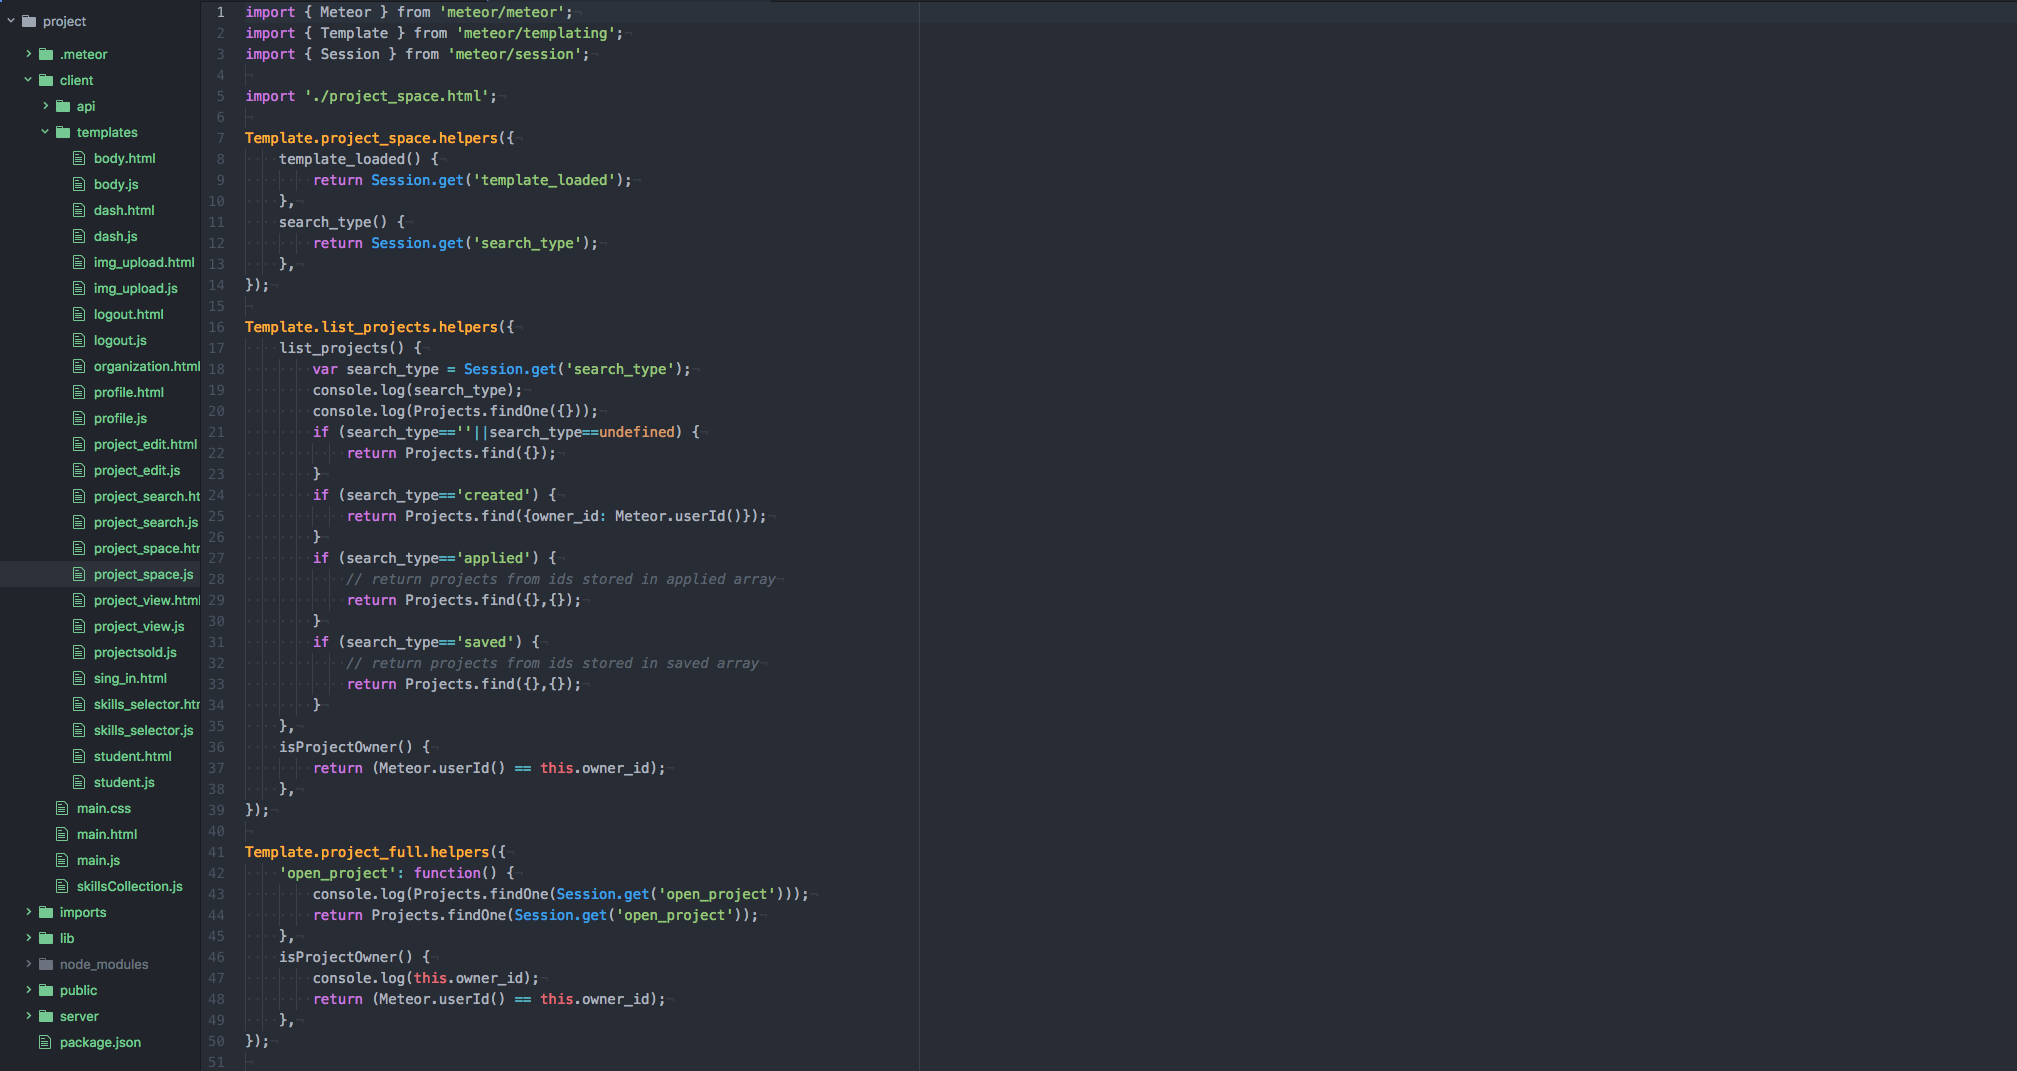 project
.meteor
client
api
templates
body.html
body.js
dash.html
dash.js
img_upload.html
img_upload.js
logout.html
logout.js
organization.html
profile.html
profile.js
project_edit.html
project_edit.js
project_search.ht
project_search.js
project_space.htr
project_space.js
project_view.html
project_view.js
projectsold.js
sing_in.html
skills_selector.htr
skills_selector.js
student.html
student.js
main.css
main.html
main.js
skillsCollection.js
imports
lib
node_modules
public
server
package.json
1 import { Meteor } from 'meteor/meteor';
2 import { Template } from 'meteor/templating';
3 import { Session } from 'meteor/session';
4
5 import './project_space.html';
6
7 Template.project_space.helpers({
8 template_loaded() {
9 return Session.get('template_loaded');
10 },
11 search_type() {
12 return Session.get('search_type');
13 },
14 });
15
16 Template.list_projects.helpers({
17 list_projects() {
18 var search_type = Session.get('search_type');
19 console.log(search_type);
20 console.log(Projects.findOne({}));
21 if (search_type==''||search_type==undefined) {
22 return Projects.find({});
23 }
24 if (search_type=='created') {
25 return Projects.find({owner_id: Meteor.userId()});
26 }
27 if (search_type=='applied') {
28 // return projects from ids stored in applied array
29 return Projects.find({},{});
30 }
31 if (search_type=='saved') {
32 // return projects from ids stored in saved array
33 return Projects.find({},{});
34 }
35 },
36 isProjectOwner() {
37 return (Meteor.userId() == this.owner_id);
38 },
39 });
40
41 Template.project_full.helpers({
42 'open_project': function() {
43 console.log(Projects.findOne(Session.get('open_project')));
44 return Projects.findOne(Session.get('open_project'));
45 },
46 isProjectOwner() {
47 console.log(this.owner_id);
48 return (Meteor.userId() == this.owner_id);
49 },
50 });
51